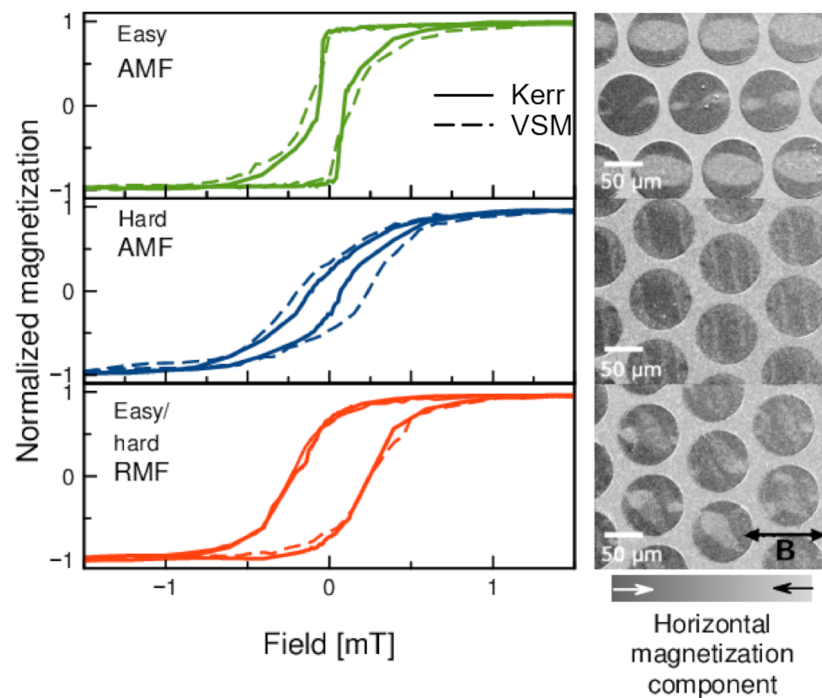 Normalized magnetization
1
0
−1
Easy
AMF
Kerr
VSM
1
0
−1
Hard
AMF
1
0
−1
Easy/
hard
RMF
−1
0
1
Field [mT]
50 µm
50 µm
50 µm
B
Horizontal
magnetization
component